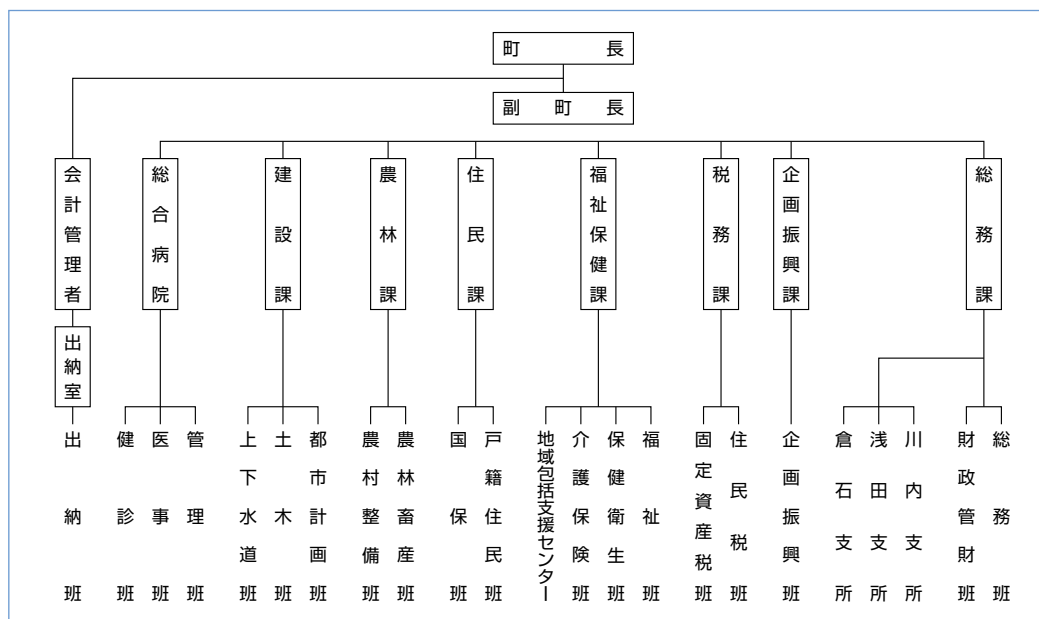 町長
副町長
会計管理者
総合病院
建設課
農林課
住民課
福祉保健課
税務課
企画振興課
総務課
出納室
出納班
健診班
医事班
管理班
上下水道班
土木班
都市計画班
農村整備班
農林畜産班
国保班
戸籍住民班
地域包括支援センター
介護保険班
保健衛生班
福祉班
固定資産税班
住民税班
企画振興班
倉石支所
浅田支所
川内支所
財政管財班
総務班